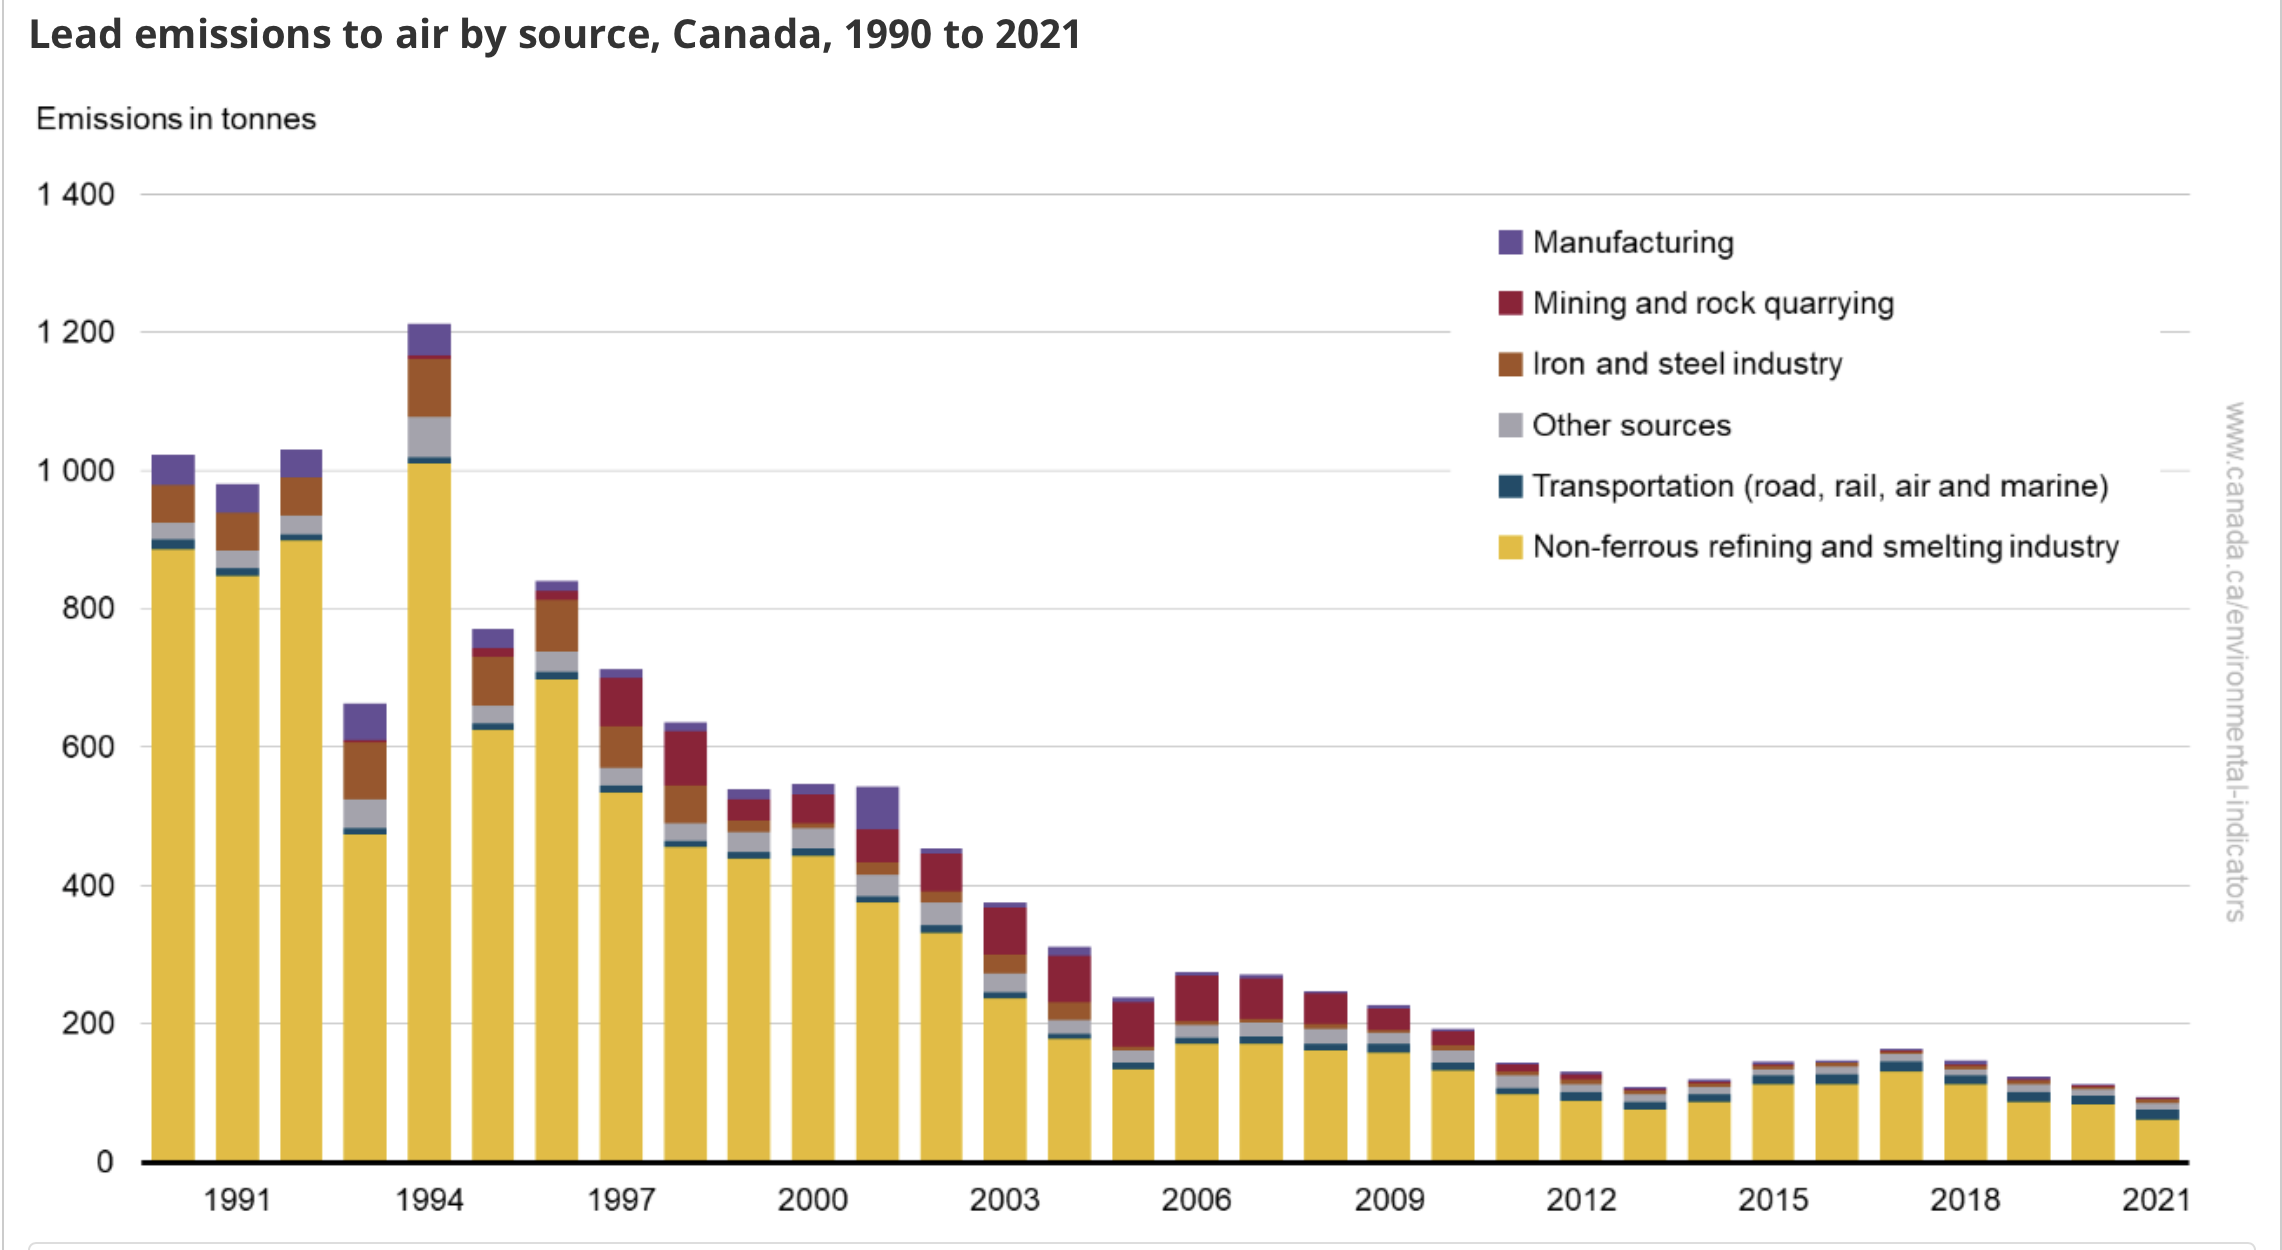 Lead emissions to air by source, Canada, 1990 to 2021
Emissions in tonnes
1 400
1 200
1 000
800
600
400
200
0
Manufacturing
Mining and rock quarrying
Iron and steel industry
Other sources
Transportation (road, rail, air and marine)
Non-ferrous refining and smelting industry
www.canada.ca/environmental-indicators
1991 1994 1997 2000 2003 2006 2009 2012 2015 2018 2021